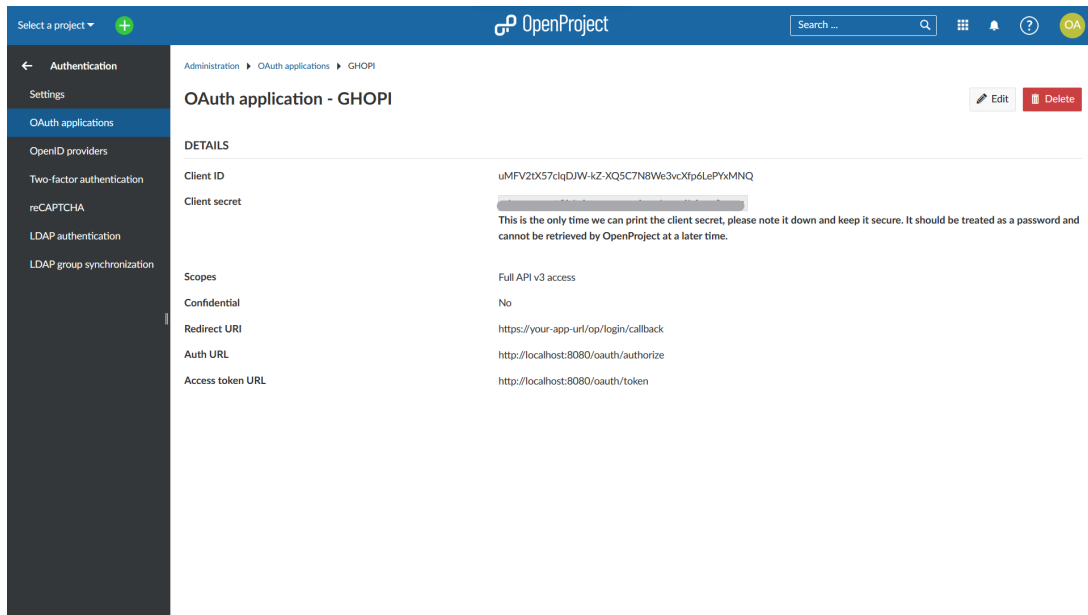 Select a project
OpenProject
Search ...
?
OA
Authentication
Settings
OAuth applications
OpenID providers
Two-factor authentication
reCAPTCHA
LDAP authentication
LDAP group synchronization
Administration OAuth applications GHOPI
OAuth application - GHOPI
Edit
Delete
DETAILS
Client ID uMFV2tX57clqDJW-kZ-XQ5C7N8We3vcXfp6LePYxMNQ
Client secret
This is the only time we can print the client secret, please note it down and keep it secure. It should be treated as a password and
cannot be retrieved by OpenProject at a later time.
Scopes Full API v3 access
Confidential No
Redirect URI https://your-app-url/op/login/callback
Auth URL http://localhost:8080/oauth/authorize
Access token URL http://localhost:8080/oauth/token